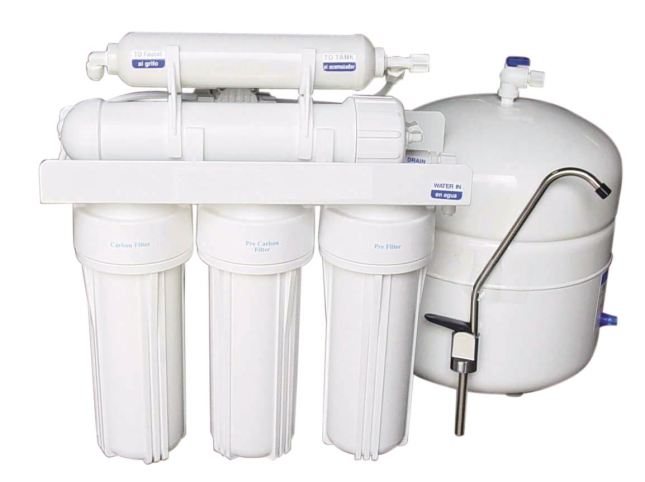 TO Faucet
al grifo
TO TANK
al acumulador
DRAIN
WATER IN
en agua
Carbon Filter
Pre Carbon
Filter
Pre Filter